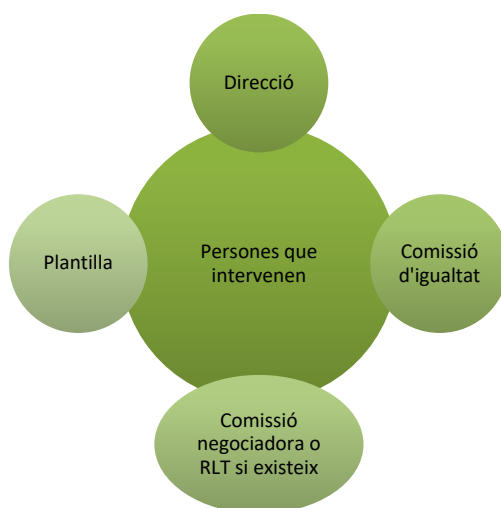 Direcció
Plantilla
Persones que
intervenen
Comissió
d'igualtat
Comissió
negociadora o
RLT si existeix